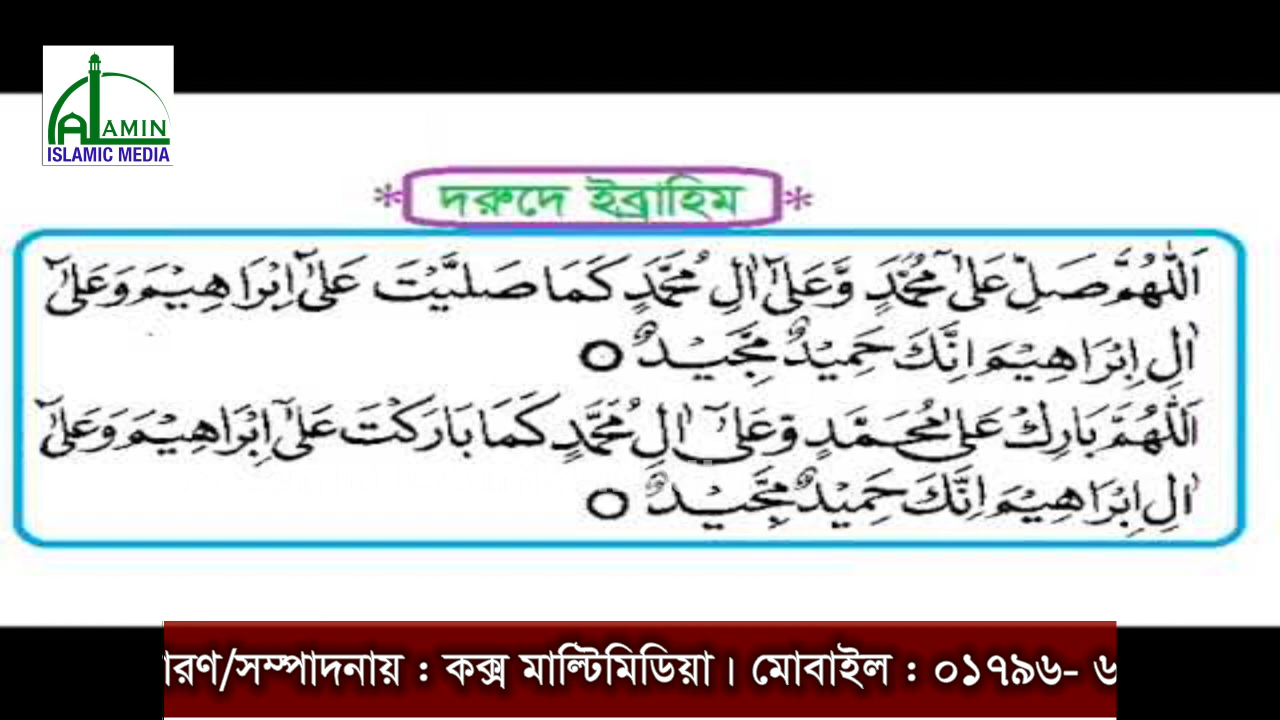 ALAMIN
ISLAMIC MEDIA
* দরুদে ইব্রাহিম *
اَللّٰهُمَّ صَلِّ عَلٰى مُحَمَّدٍ وَّعَلٰۤى اٰلِ مُحَمَّدٍ كَمَا صَلَّيْتَ عَلٰۤى اِبْرَاهِيْمَ وَعَلٰۤى
اٰلِ اِبْرَاهِيْمَ اِنَّكَ حَمِيْدٌ مَّجِيْدٌ ○
اَللّٰهُمَّ بَارِكْ عَلٰى مُحَمَّدٍ وَّعَلٰۤى اٰلِ مُحَمَّدٍ كَمَا بَارَكْتَ عَلٰۤى اِبْرَاهِيْمَ وَعَلٰۤى
اٰلِ اِبْرَاهِيْمَ اِنَّكَ حَمِيْدٌ مَّجِيْدٌ ○
রণ/সম্পাদনায় : কক্স মাল্টিমিডিয়া। মোবাইল : ০১৭৯৬- ৬